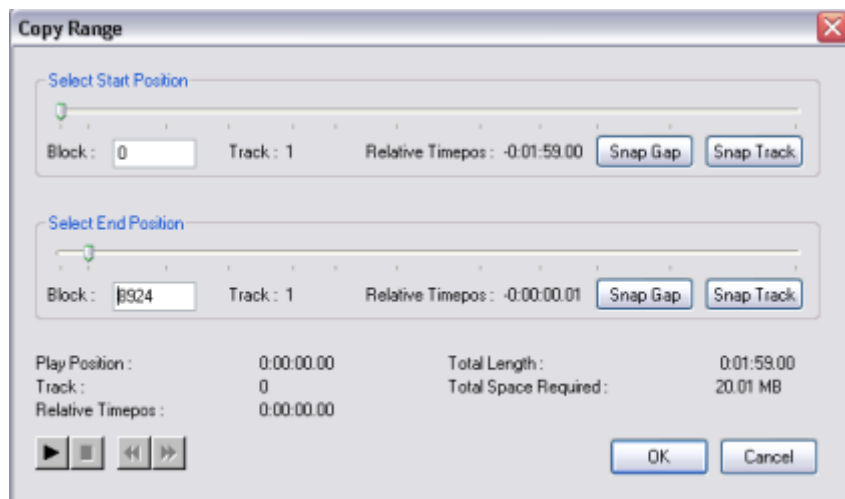 Copy Range
Select Start Position
Block : 0 Track : 1 Relative Timepos : -0:01:59.00 Snap Gap Snap Track
Select End Position
Block : 8924 Track : 1 Relative Timepos : -0:00:00.01 Snap Gap Snap Track
Play Position : 0:00:00.00 Total Length : 0:01:59.00
Track : 0 Total Space Required : 20.01 MB
Relative Timepos : 0:00:00.00
OK Cancel